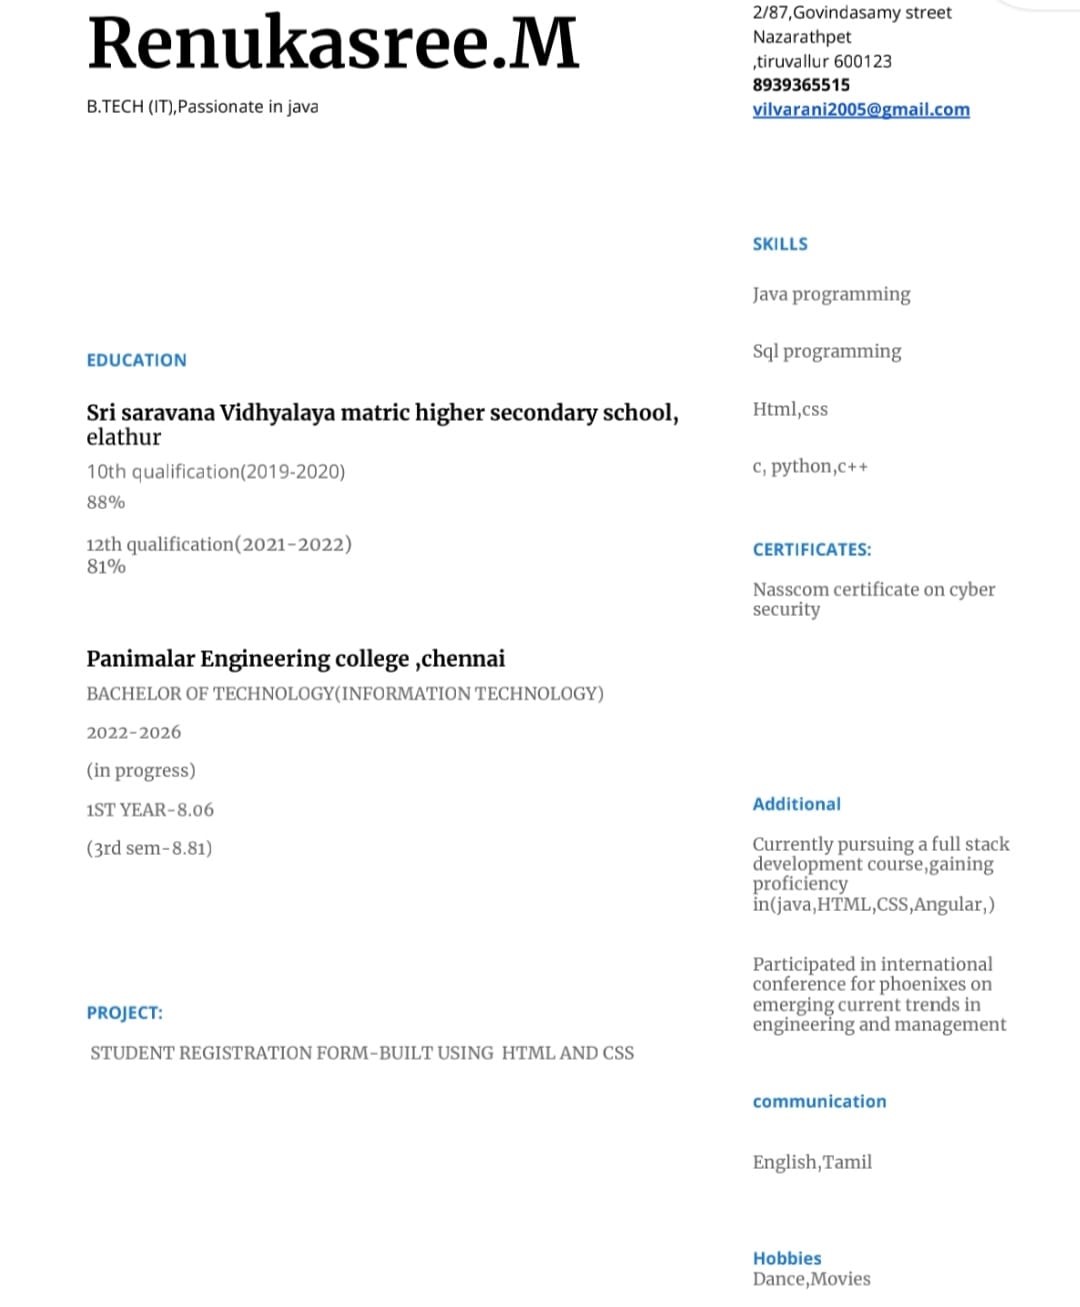 Renukasree.M
B.TECH (IT),Passionate in java
2/87,Govindasamy street
Nazarathpet
,tiruvallur 600123
8939365515
vilvarani2005@gmail.com
EDUCATION
Sri saravana Vidhyalaya matric higher secondary school,
elathur
10th qualification(2019-2020)
88%
12th qualification(2021-2022)
81%
Panimalar Engineering college ,chennai
BACHELOR OF TECHNOLOGY(INFORMATION TECHNOLOGY)
2022-2026
(in progress)
1ST YEAR-8.06
(3rd sem-8.81)
PROJECT:
STUDENT REGISTRATION FORM-BUILT USING  HTML AND CSS
SKILLS
Java programming
Sql programming
Html,css
c, python,c++
CERTIFICATES:
Nasscom certificate on cyber
security
Additional
Currently pursuing a full stack
development course,gaining
proficiency
in(java,HTML,CSS,Angular,)
Participated in international
conference for phoenixes on
emerging current trends in
engineering and management
communication
English,Tamil
Hobbies
Dance,Movies